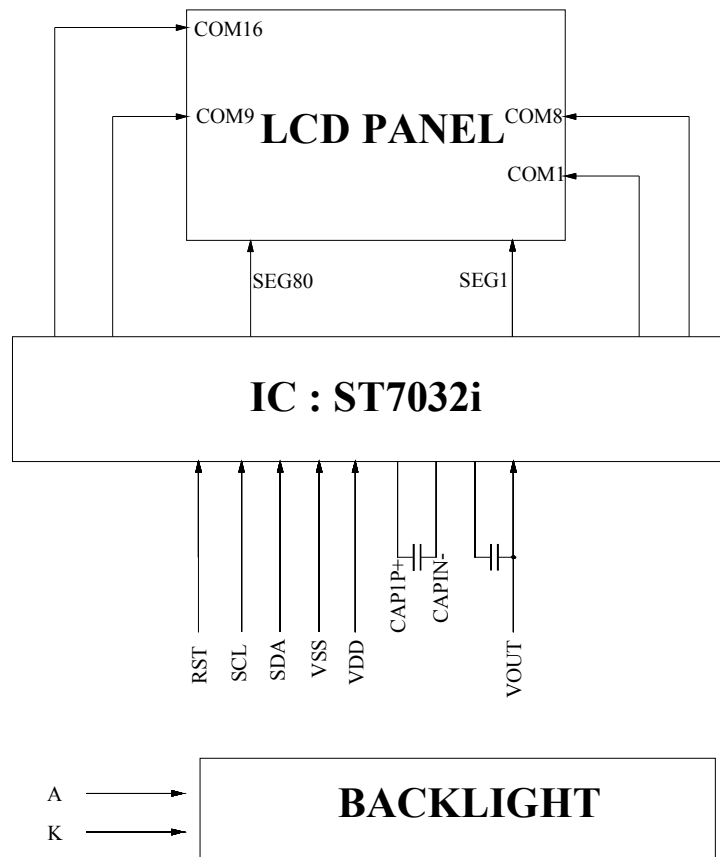 COM16
COM9
LCD PANEL
COM8
COM1
SEG80
SEG1
IC : ST7032i
RST
SCL
SDA
VSS
VDD
CAP1P+
CAPIN-
VOUT
A
K
BACKLIGHT